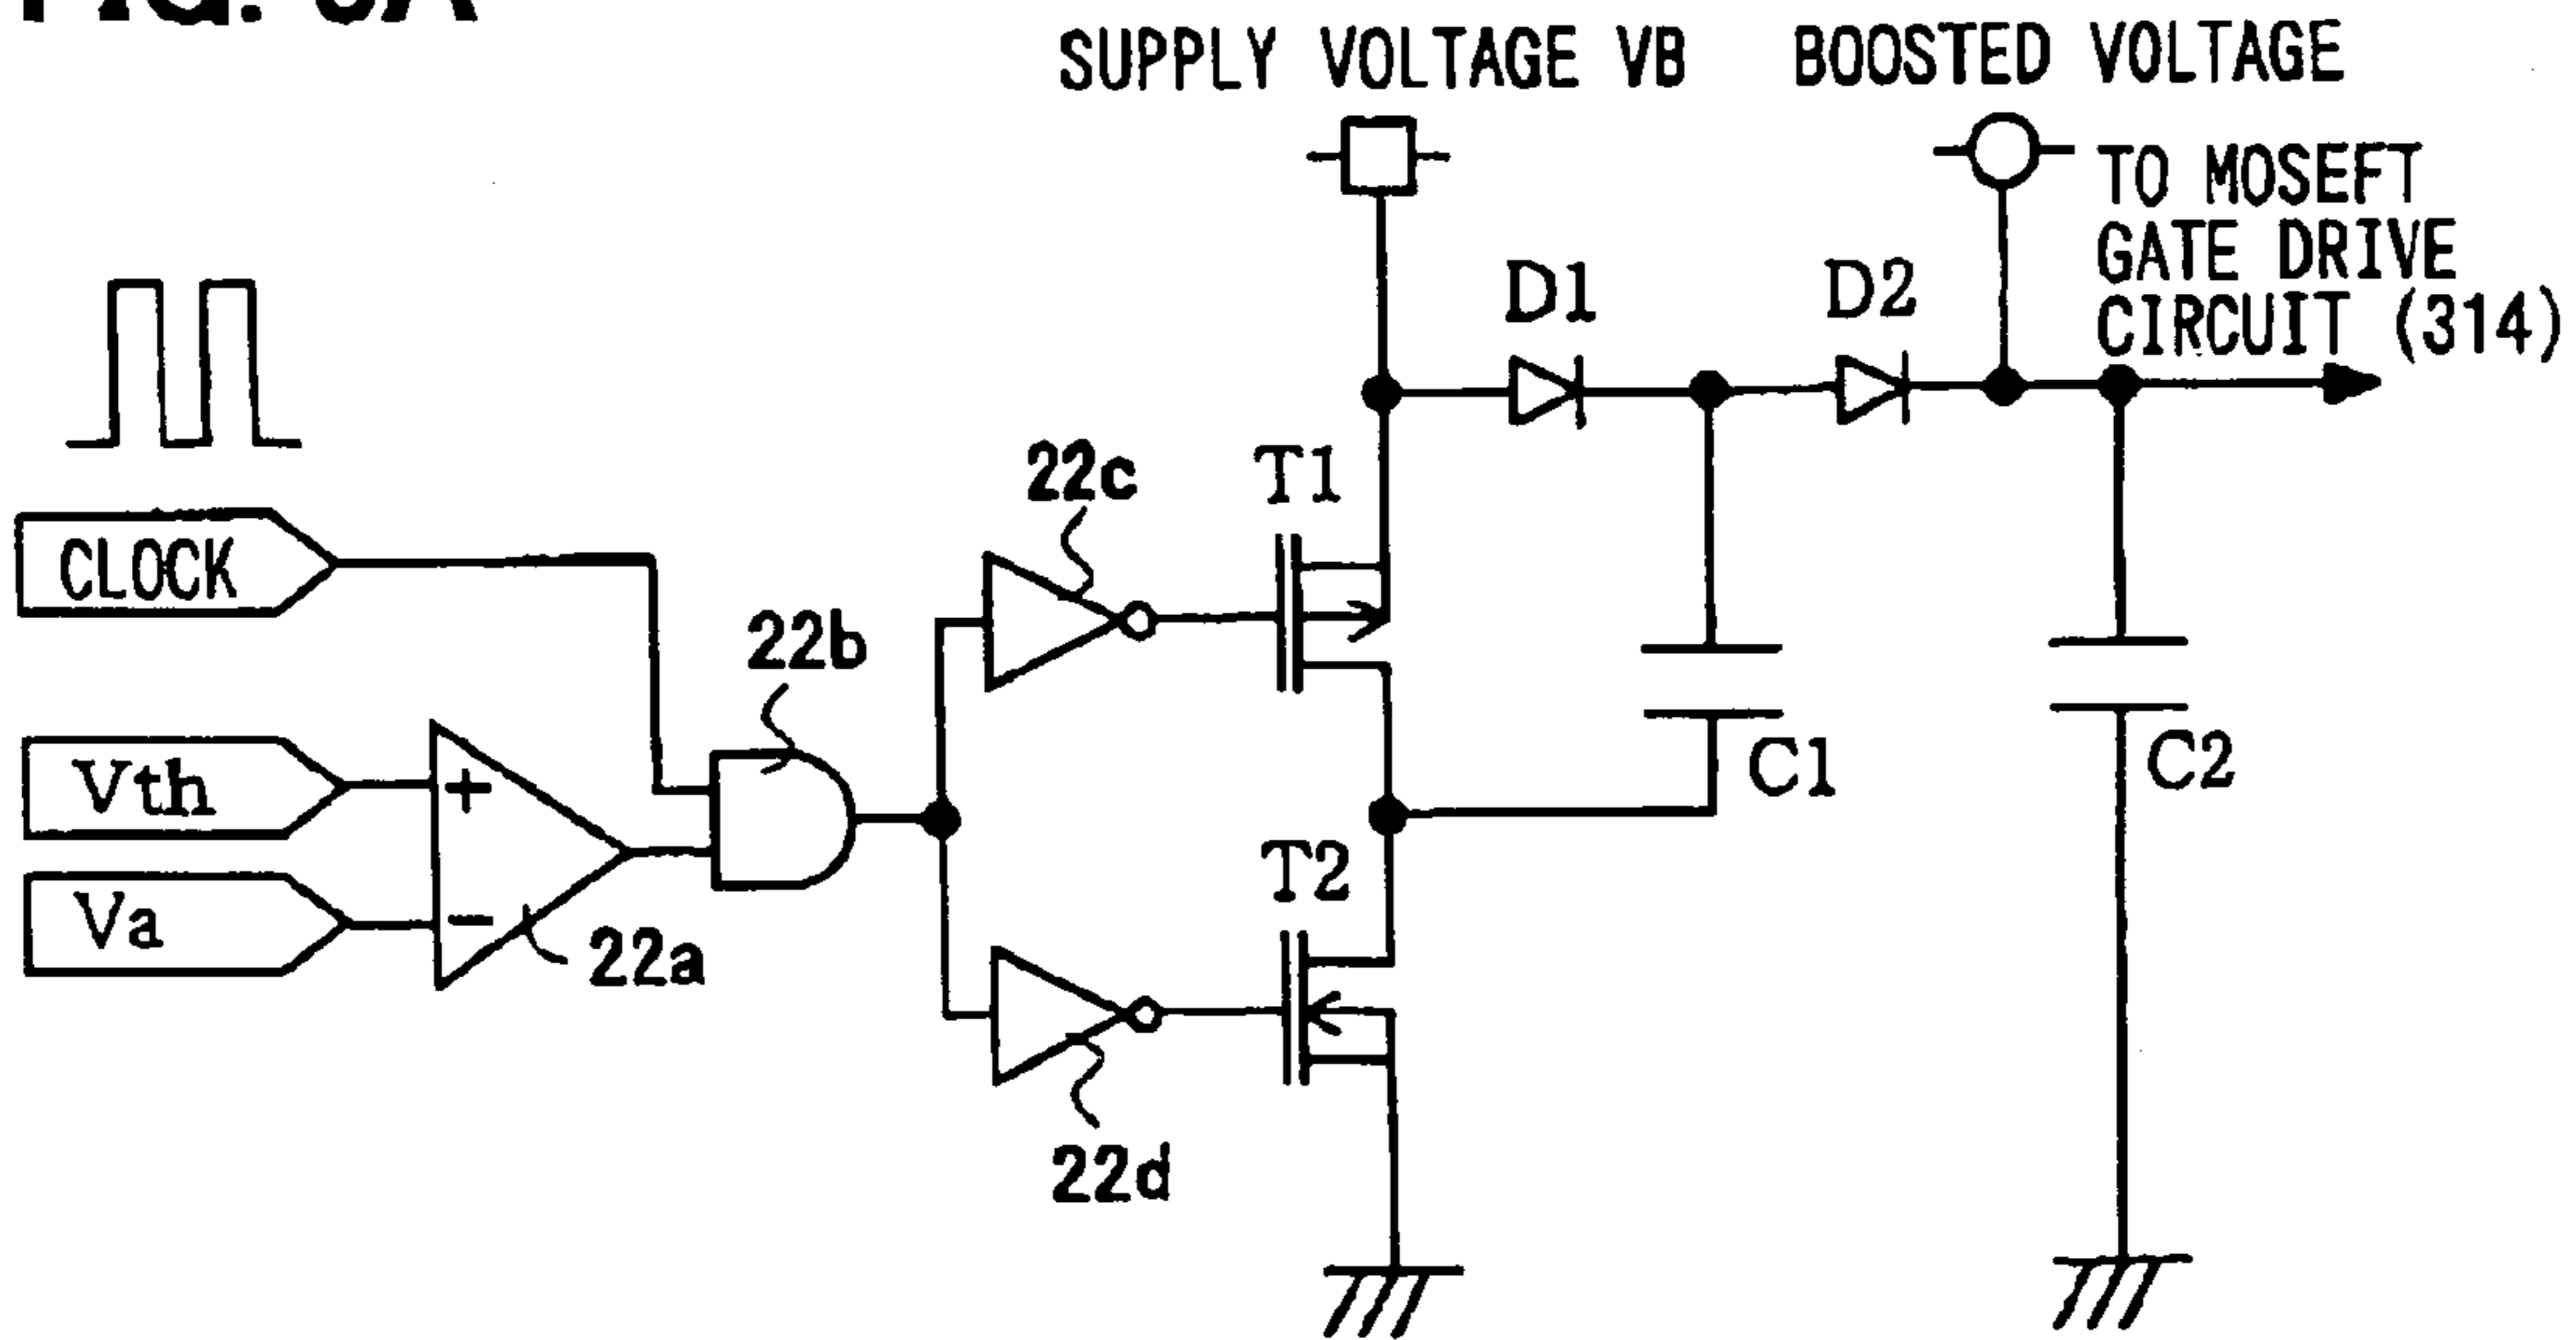 SUPPLY VOLTAGE VB
BOOSTED VOLTAGE
TO MOSEFT
GATE DRIVE
CIRCUIT (314)
D1
D2
22c
T1
CLOCK
22b
Vth
+
C1
C2
T2
Va
−
22a
22d